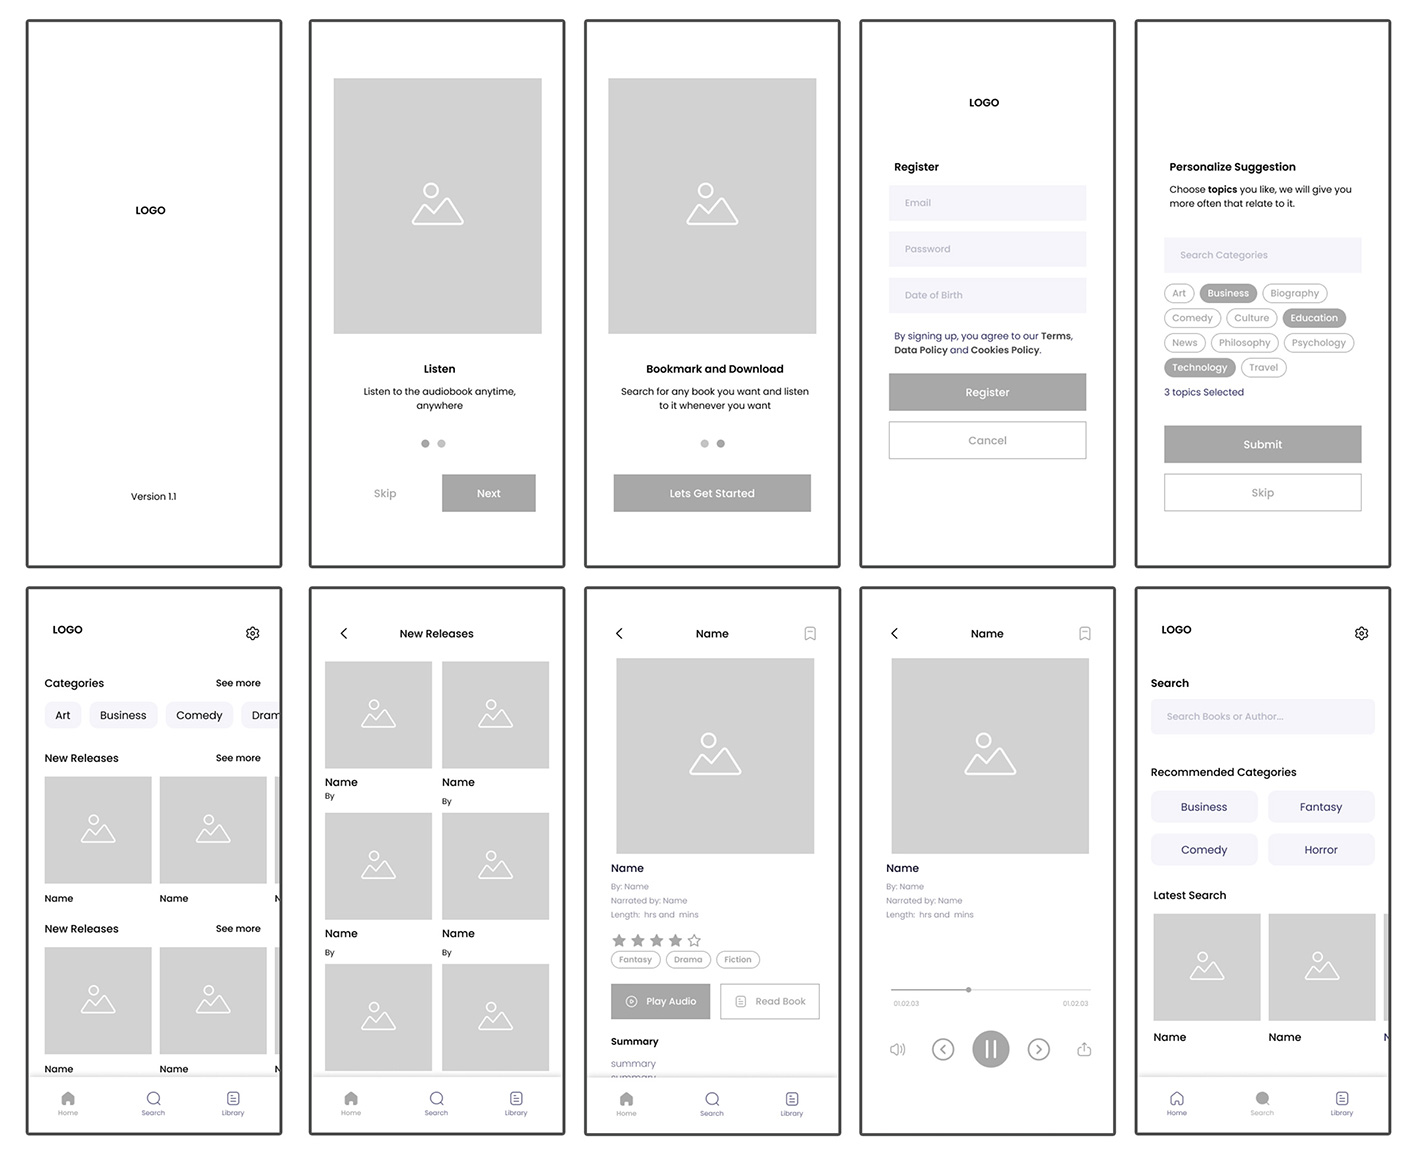 LOGO
Version 1.1
Listen
Listen to the audiobook anytime,
anywhere
Skip
Next
Bookmark and Download
Search for any book you want and listen
to it whenever you want
Lets Get Started
LOGO
Register
Email
Password
Date of Birth
By signing up, you agree to our Terms,
Data Policy and Cookies Policy.
Register
Cancel
Personalize Suggestion
Choose topics you like, we will give you
more often that relate to it.
Search Categories
Art Business Biography
Comedy Culture Education
News Philosophy Psychology
Technology Travel
3 topics Selected
Submit
Skip
LOGO
Categories See more
Art Business Comedy Dram
New Releases See more
Name Name N
New Releases See more
Name Name N
Home Search Library
New Releases
Name Name
By By
Name Name
By By
Home Search Library
Name
Name
By: Name
Narrated by: Name
Length: hrs and mins
Fantasy Drama Fiction
Play Audio Read Book
Summary
summary
summary
Home Search Library
Name
Name
By: Name
Narrated by: Name
Length: hrs and mins
01.02.03 01.02.03
LOGO
Search
Search Books or Author...
Recommended Categories
Business Fantasy
Comedy Horror
Latest Search
Name Name N
Home Search Library